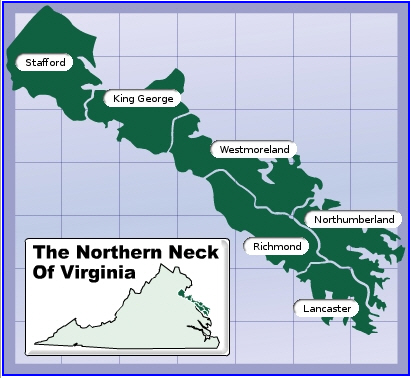 Stafford
King George
Westmoreland
Northumberland
Richmond
Lancaster
The Northern Neck
Of Virginia